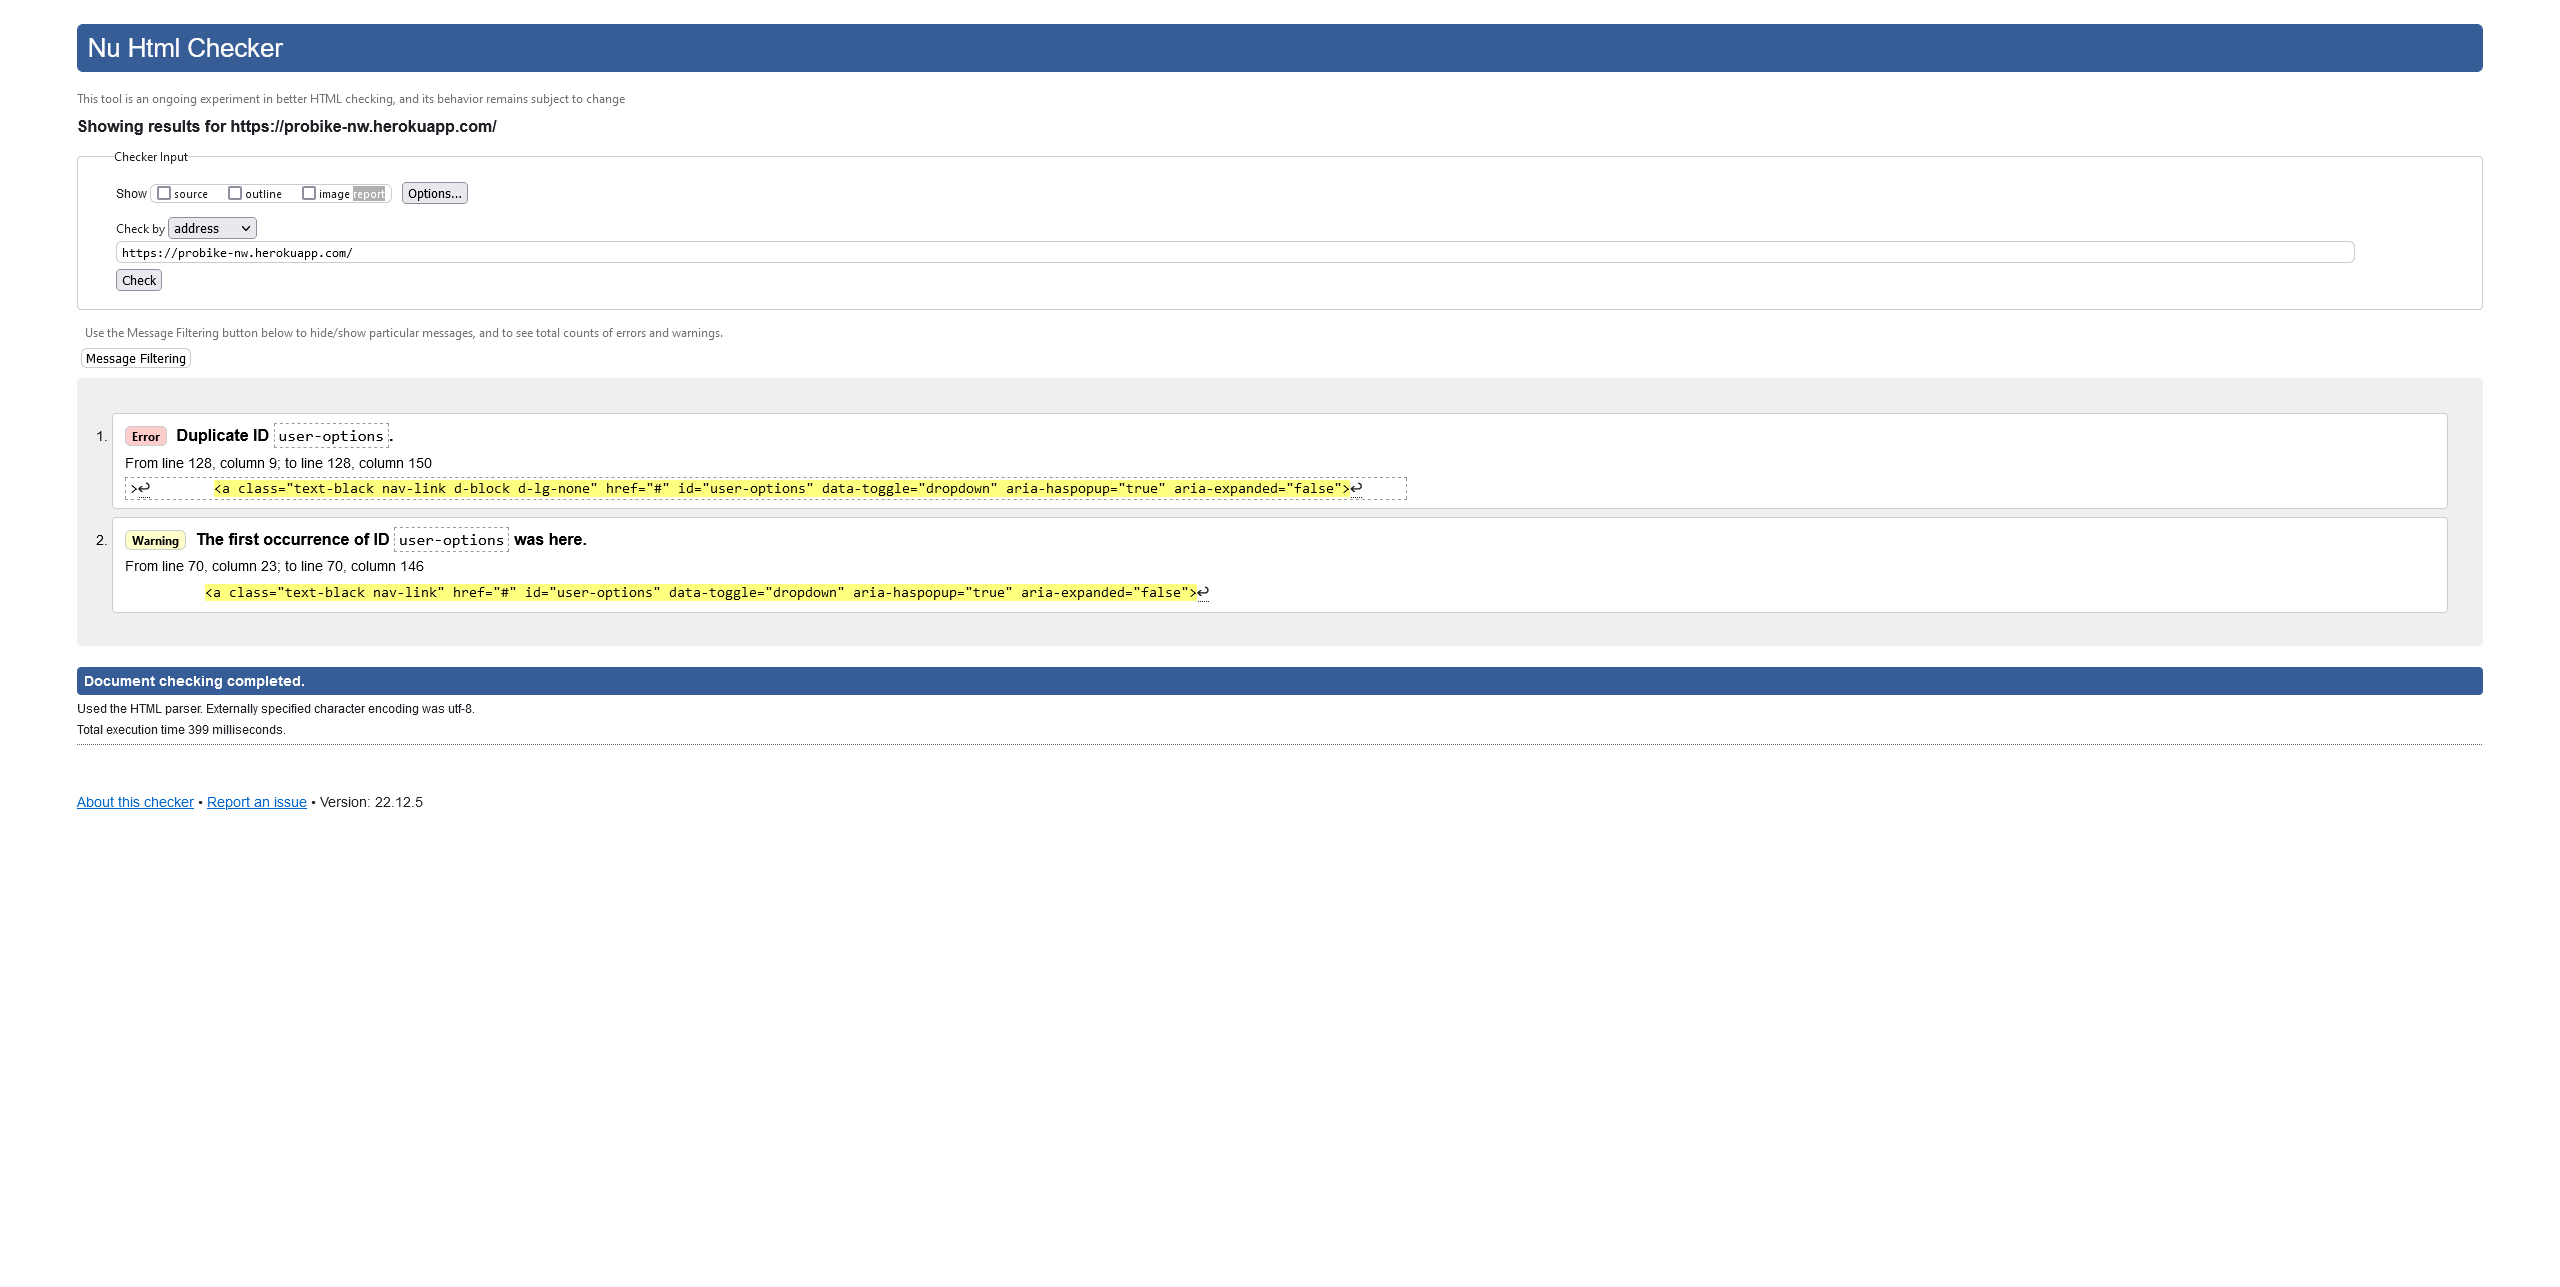 Nu Html Checker
This tool is an ongoing experiment in better HTML checking, and its behavior remains subject to change
Showing results for https://probike-nw.herokuapp.com/
Checker Input
Show source outline image report Options...
Check by address
https://probike-nw.herokuapp.com/
Check
Use the Message Filtering button below to hide/show particular messages, and to see total counts of errors and warnings.
Message Filtering
1. Error Duplicate ID user-options.
From line 128, column 9; to line 128, column 150
>↩ <a class="text-black nav-link d-block d-lg-none" href="#" id="user-options" data-toggle="dropdown" aria-haspopup="true" aria-expanded="false">↩
2. Warning The first occurrence of ID user-options was here.
From line 70, column 23; to line 70, column 146
<a class="text-black nav-link" href="#" id="user-options" data-toggle="dropdown" aria-haspopup="true" aria-expanded="false">↩
Document checking completed.
Used the HTML parser. Externally specified character encoding was utf-8.
Total execution time 399 milliseconds.
About this checker • Report an issue • Version: 22.12.5